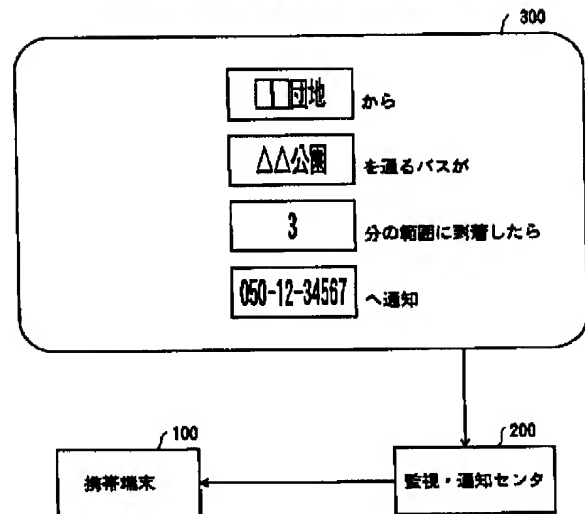 300
□□団地 から
△△公園 を通るバスが
3 分の範囲に到着したら
050-12-34567 へ通知
100
200
携帯端末
監視・通知センタ